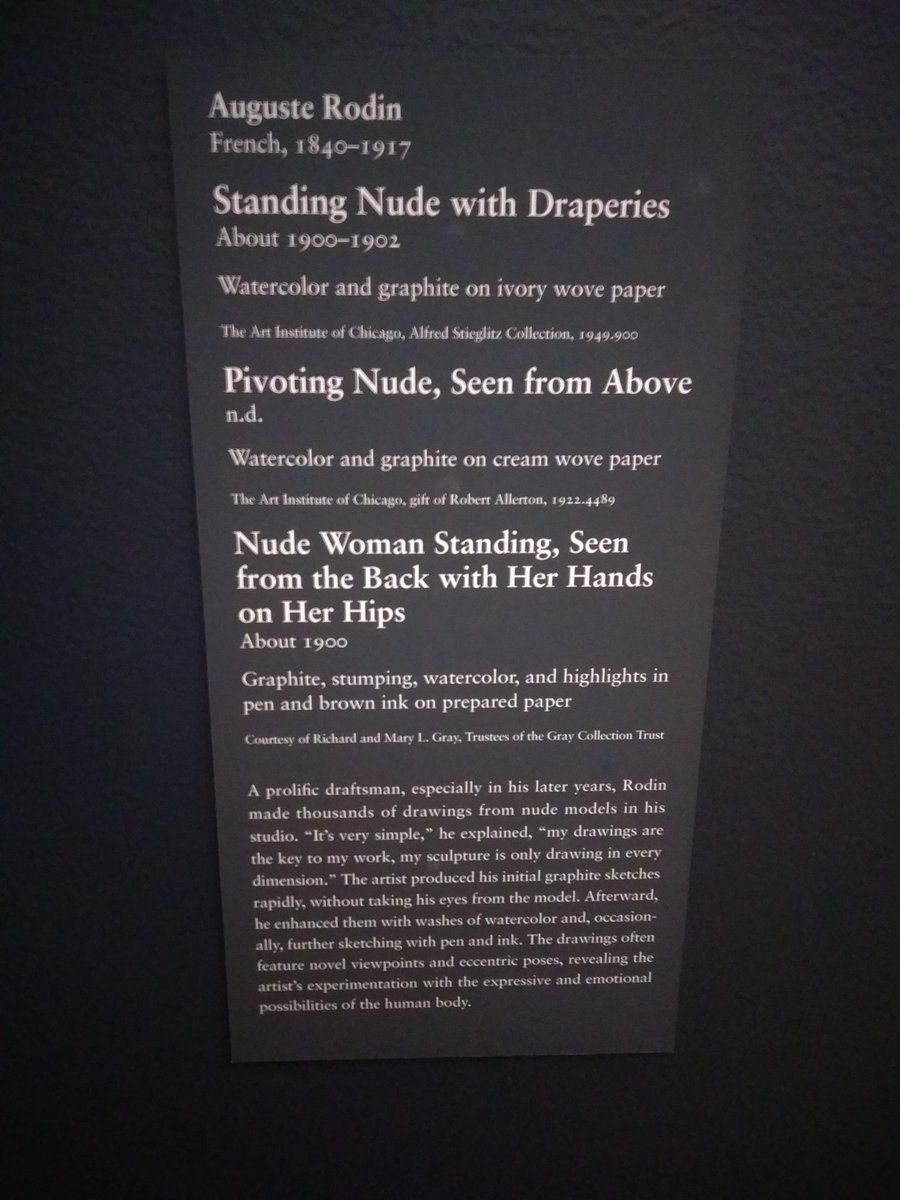 Auguste Rodin
French, 1840–1917
Standing Nude with Draperies
About 1900–1902
Watercolor and graphite on ivory wove paper
The Art Institute of Chicago, Alfred Stieglitz Collection, 1949.900
Pivoting Nude, Seen from Above
n.d.
Watercolor and graphite on cream wove paper
The Art Institute of Chicago, gift of Robert Allerton, 1922.4489
Nude Woman Standing, Seen
from the Back with Her Hands
on Her Hips
About 1900
Graphite, stumping, watercolor, and highlights in
pen and brown ink on prepared paper
Courtesy of Richard and Mary L. Gray, Trustees of the Gray Collection Trust
A prolific draftsman, especially in his later years, Rodin
made thousands of drawings from nude models in his
studio. “It’s very simple,” he explained, “my drawings are
the key to my work, my sculpture is only drawing in every
dimension.” The artist produced his initial graphite sketches
rapidly, without taking his eyes from the model. Afterward,
he enhanced them with washes of watercolor and, occasion-
ally, further sketching with pen and ink. The drawings often
feature novel viewpoints and eccentric poses, revealing the
artist’s experimentation with the expressive and emotional
possibilities of the human body.